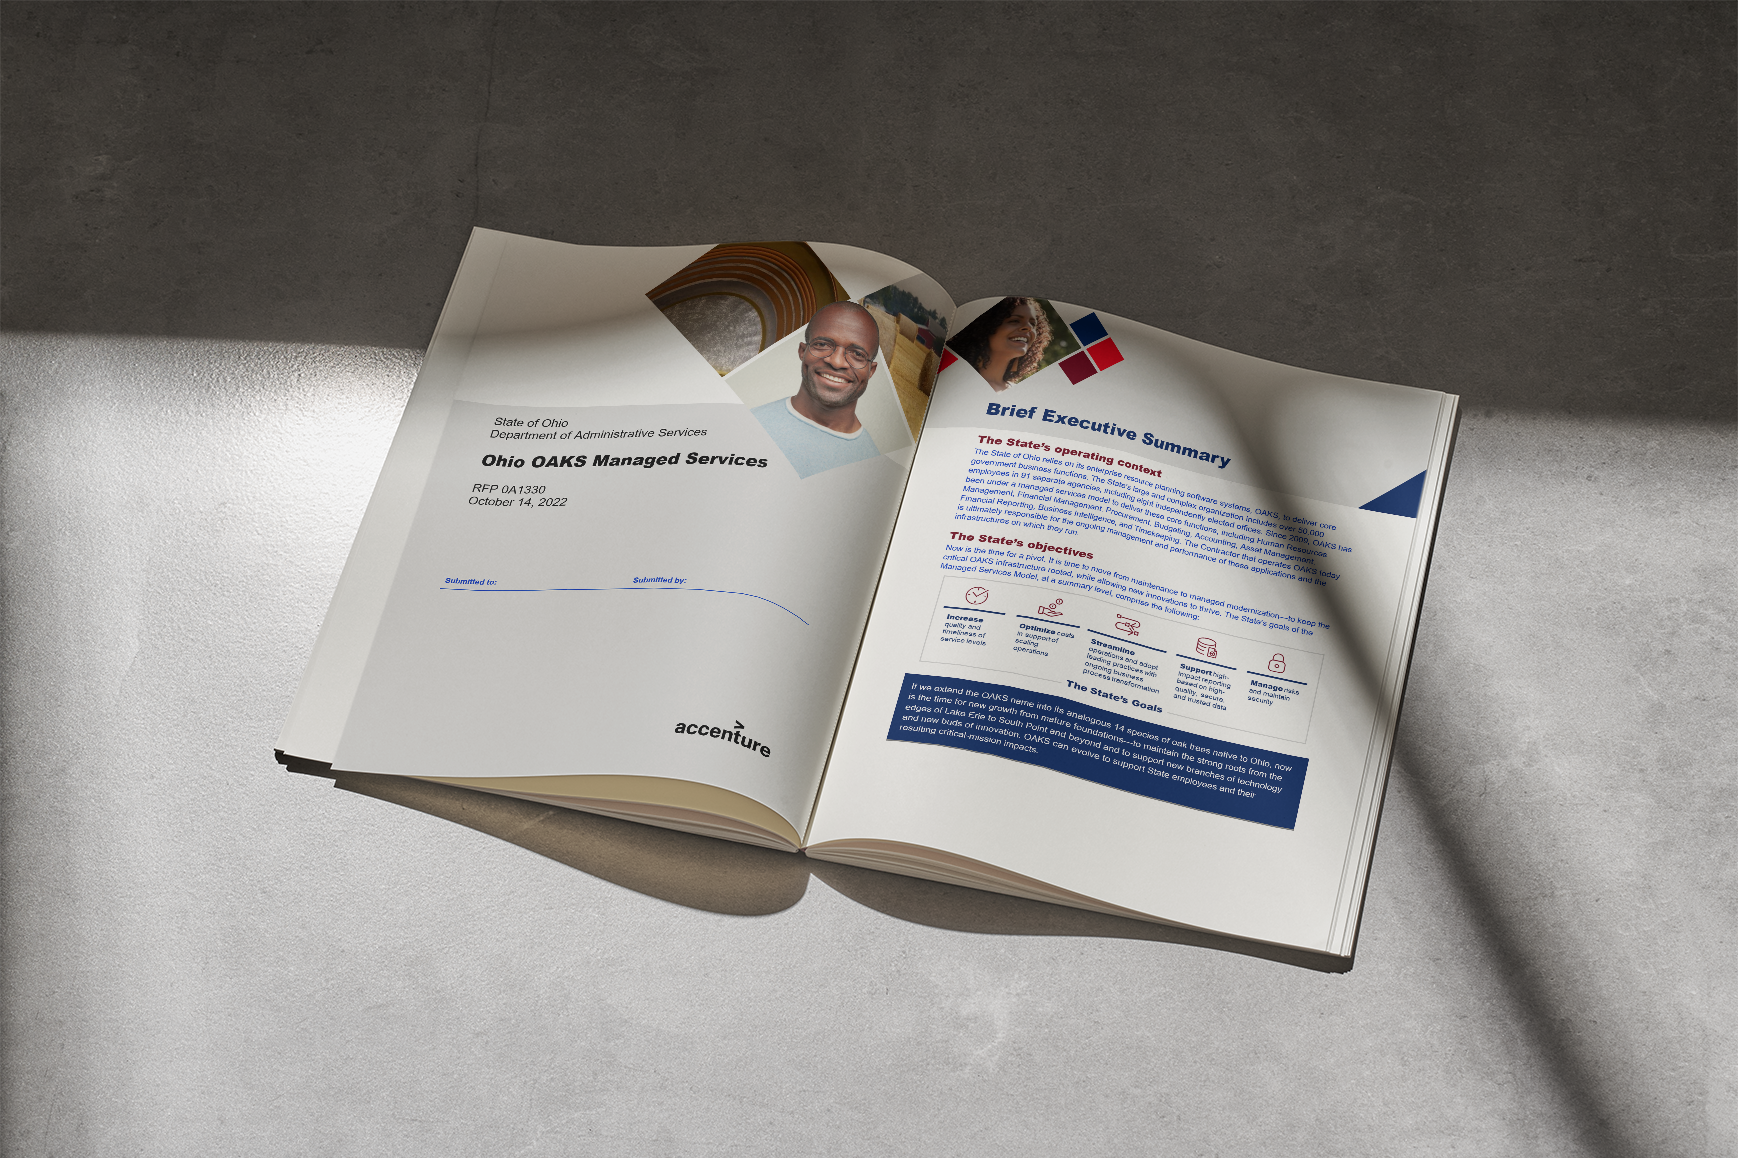 State of Ohio
Department of Administrative Services
Ohio OAKS Managed Services
RFP 0A1330
October 14, 2022
Submitted to:
Submitted by:
accenture
Brief Executive Summary
The State's operating context
The State of Ohio relies on its enterprise resource planning software systems, OAKS, to deliver core
government business functions. The State's large and complex organization includes over 50,000
employees in 91 separate agencies, including eight independently elected offices. Since 2009, OAKS has
been under a managed services model to deliver these core functions, including Human Resources
Management, Financial Management, Procurement, Budgeting, Accounting, Asset Management,
Financial Reporting, Business Intelligence, and Timekeeping. The Contractor that operates OAKS today
is ultimately responsible for the ongoing management and performance of these applications and the
infrastructures on which they run.
The State's objectives
Now is the time for a pivot. It is time to move from maintenance to managed modernization---to keep the
critical OAKS infrastructure rooted, while allowing new innovations to thrive. The State's goals of the
Managed Services Model, at a summary level, comprise the following:
Increase
quality and
timeliness of
service levels
Optimize costs
in support of
scaling
operations
Streamline
operations and adopt
leading practices with
ongoing business
process transformation
Support high-
impact reporting
based on high-
quality, secure,
and trusted data
Manage risks
and maintain
security
The State's Goals
If we extend the OAKS name into its analogous 14 species of oak trees native to Ohio, now
is the time for new growth from mature foundations---to maintain the strong roots from the
edges of Lake Erie to South Point and beyond and to support new branches of technology
and new buds of innovation. OAKS can evolve to support State employees and their
resulting critical-mission impacts.